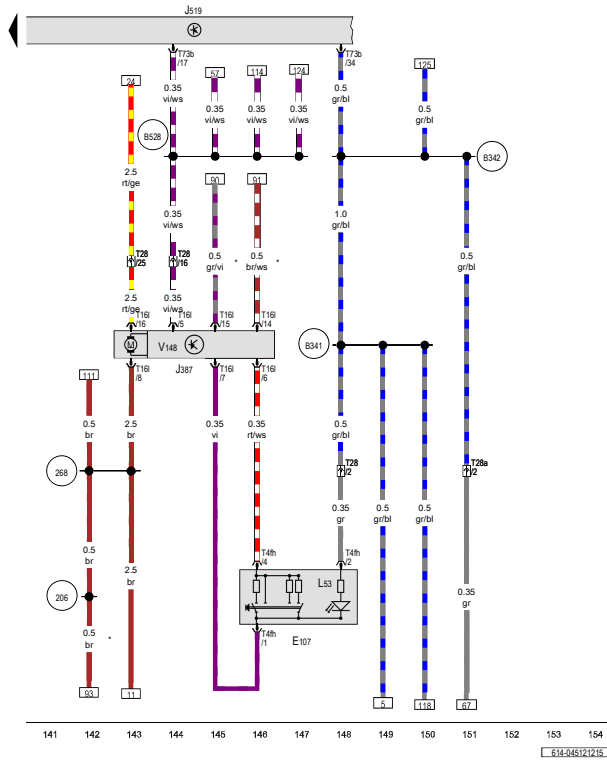 J519
T73b /17
T73b /34
24
57
114
124
125
0.35 vi/ws
0.35 vi/ws
0.35 vi/ws
0.35 vi/ws
0.5 gr/bl
0.5 gr/bl
B528
B342
2.5 rt/ge
90
91
0.35 vi/ws
1.0 gr/bl
T28 /25
T28 /16
0.5 gr/vi *
0.5 br/ws *
0.5 gr/bl
2.5 rt/ge
0.35 vi/ws
T16l /16
T16l /5
T16l /15
T16l /14
M
V148
B341
J387
T16l /8
T16l /7
T16l /6
111
0.5 br
2.5 br
0.35 vi
0.35 rt/ws
0.5 gr/bl
268
T28 /2
T28a /2
0.35 gr
0.5 gr/bl
0.5 gr/bl
0.5 br
2.5 br
T4fh /4
T4fh /2
L53
206
0.35 gr
0.5 br *
T4fh /1
E107
93
11
5
118
67
141 142 143 144 145 146 147 148 149 150 151 152 153 154
614-045121215